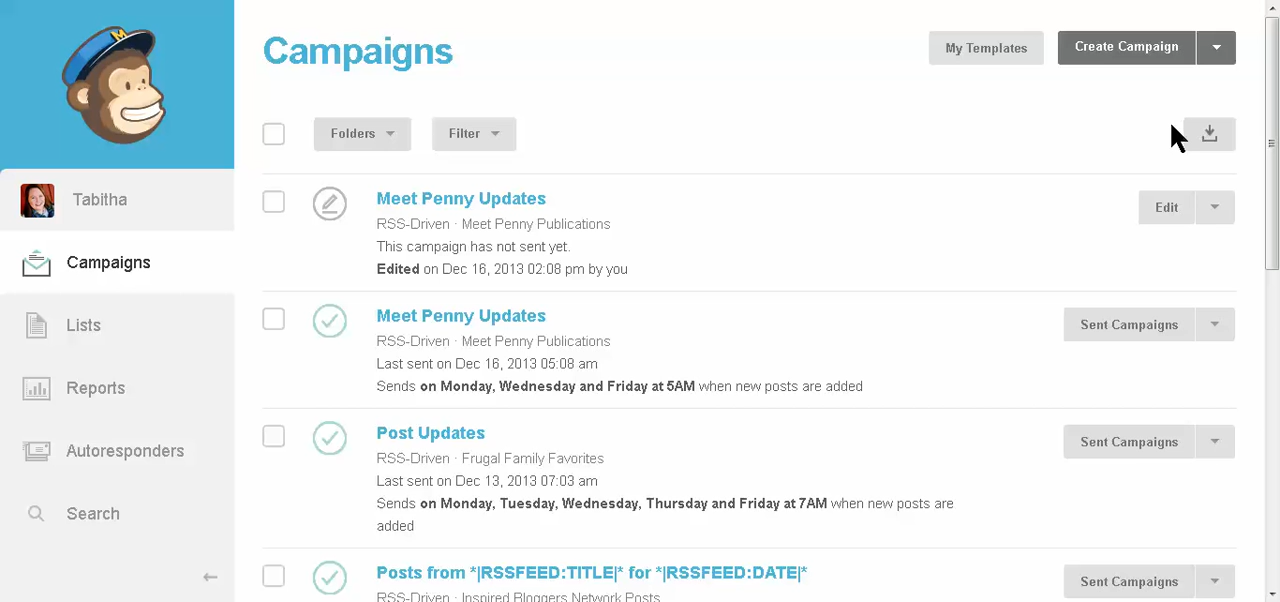 Campaigns
My Templates
Create Campaign
Folders
Filter
Tabitha
Campaigns
Lists
Reports
Autoresponders
Search
Meet Penny Updates
RSS-Driven · Meet Penny Publications
This campaign has not sent yet.
Edited on Dec 16, 2013 02:08 pm by you
Edit
Meet Penny Updates
RSS-Driven · Meet Penny Publications
Last sent on Dec 16, 2013 05:08 am
Sends on Monday, Wednesday and Friday at 5AM when new posts are added
Sent Campaigns
Post Updates
RSS-Driven · Frugal Family Favorites
Last sent on Dec 13, 2013 07:03 am
Sends on Monday, Tuesday, Wednesday, Thursday and Friday at 7AM when new posts are
added
Sent Campaigns
Posts from *|RSSFEED:TITLE|* for *|RSSFEED:DATE|*
RSS-Driven · Inspired Bloggers Network Posts
Sent Campaigns